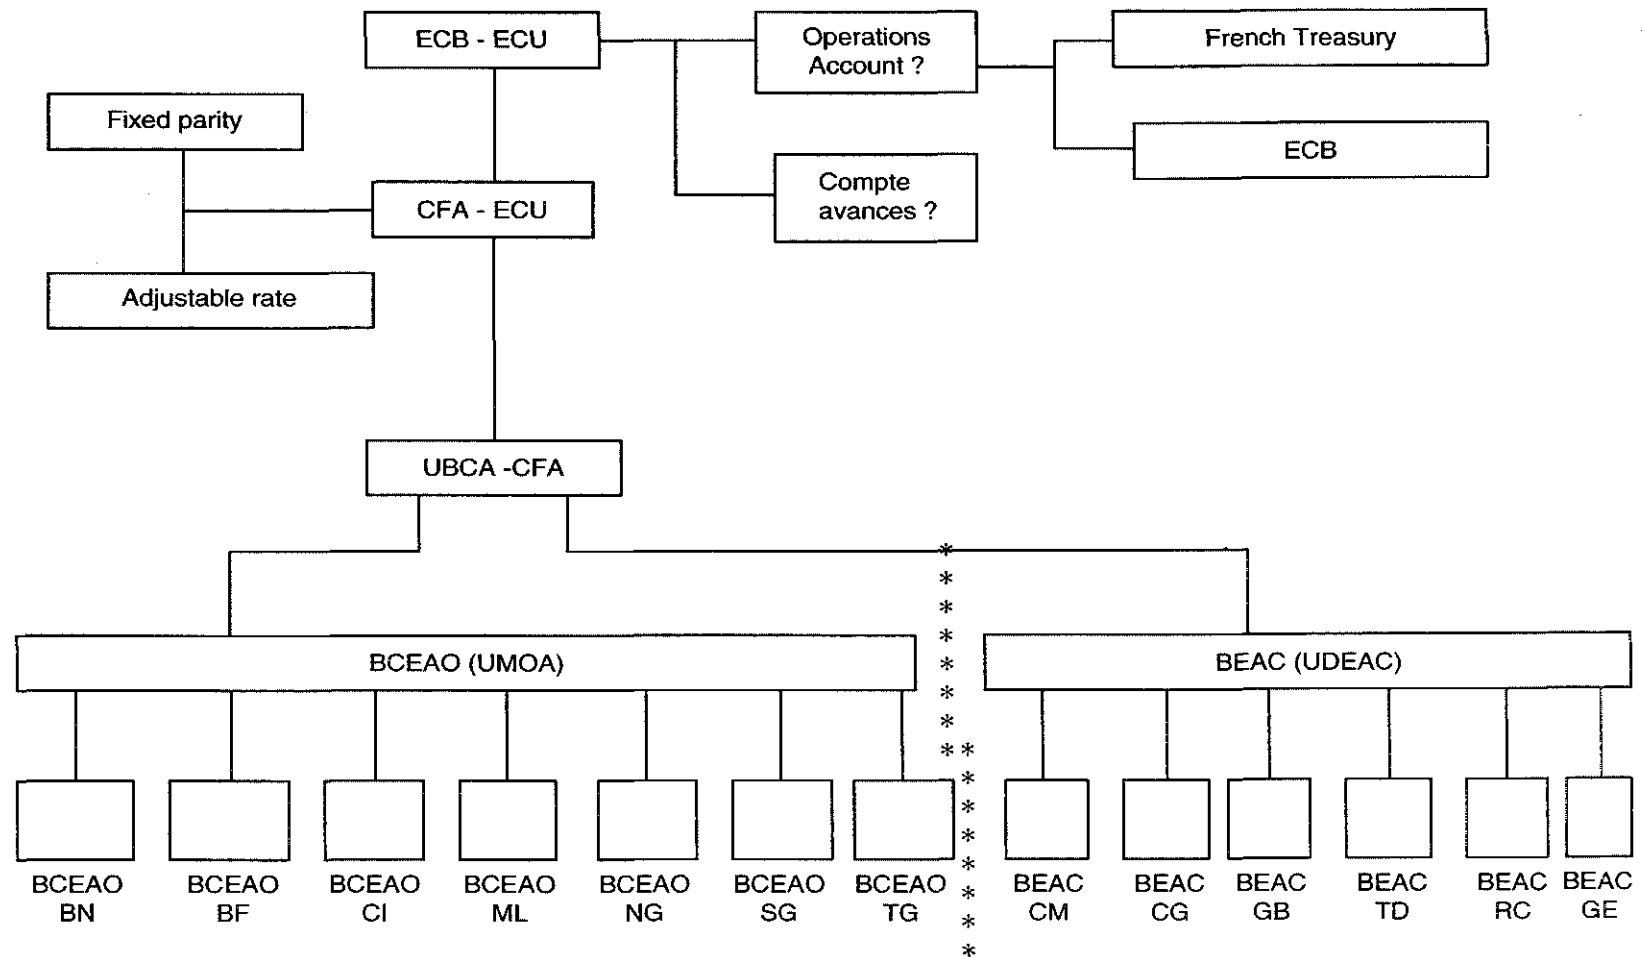 ECB - ECU
Operations
Account ?
French Treasury
Fixed parity
ECB
Compte
avances ?
CFA - ECU
Adjustable rate
UBCA -CFA
*
*
*
*
BCEAO (UMOA)
*
BEAC (UDEAC)
*
*
* *
*
*
*
*
BCEAO
BN
BCEAO
BF
BCEAO
CI
BCEAO
ML
BCEAO
NG
BCEAO
SG
BCEAO
TG
*
*
*
BEAC
CM
BEAC
CG
BEAC
GB
BEAC
TD
BEAC
RC
BEAC
GE